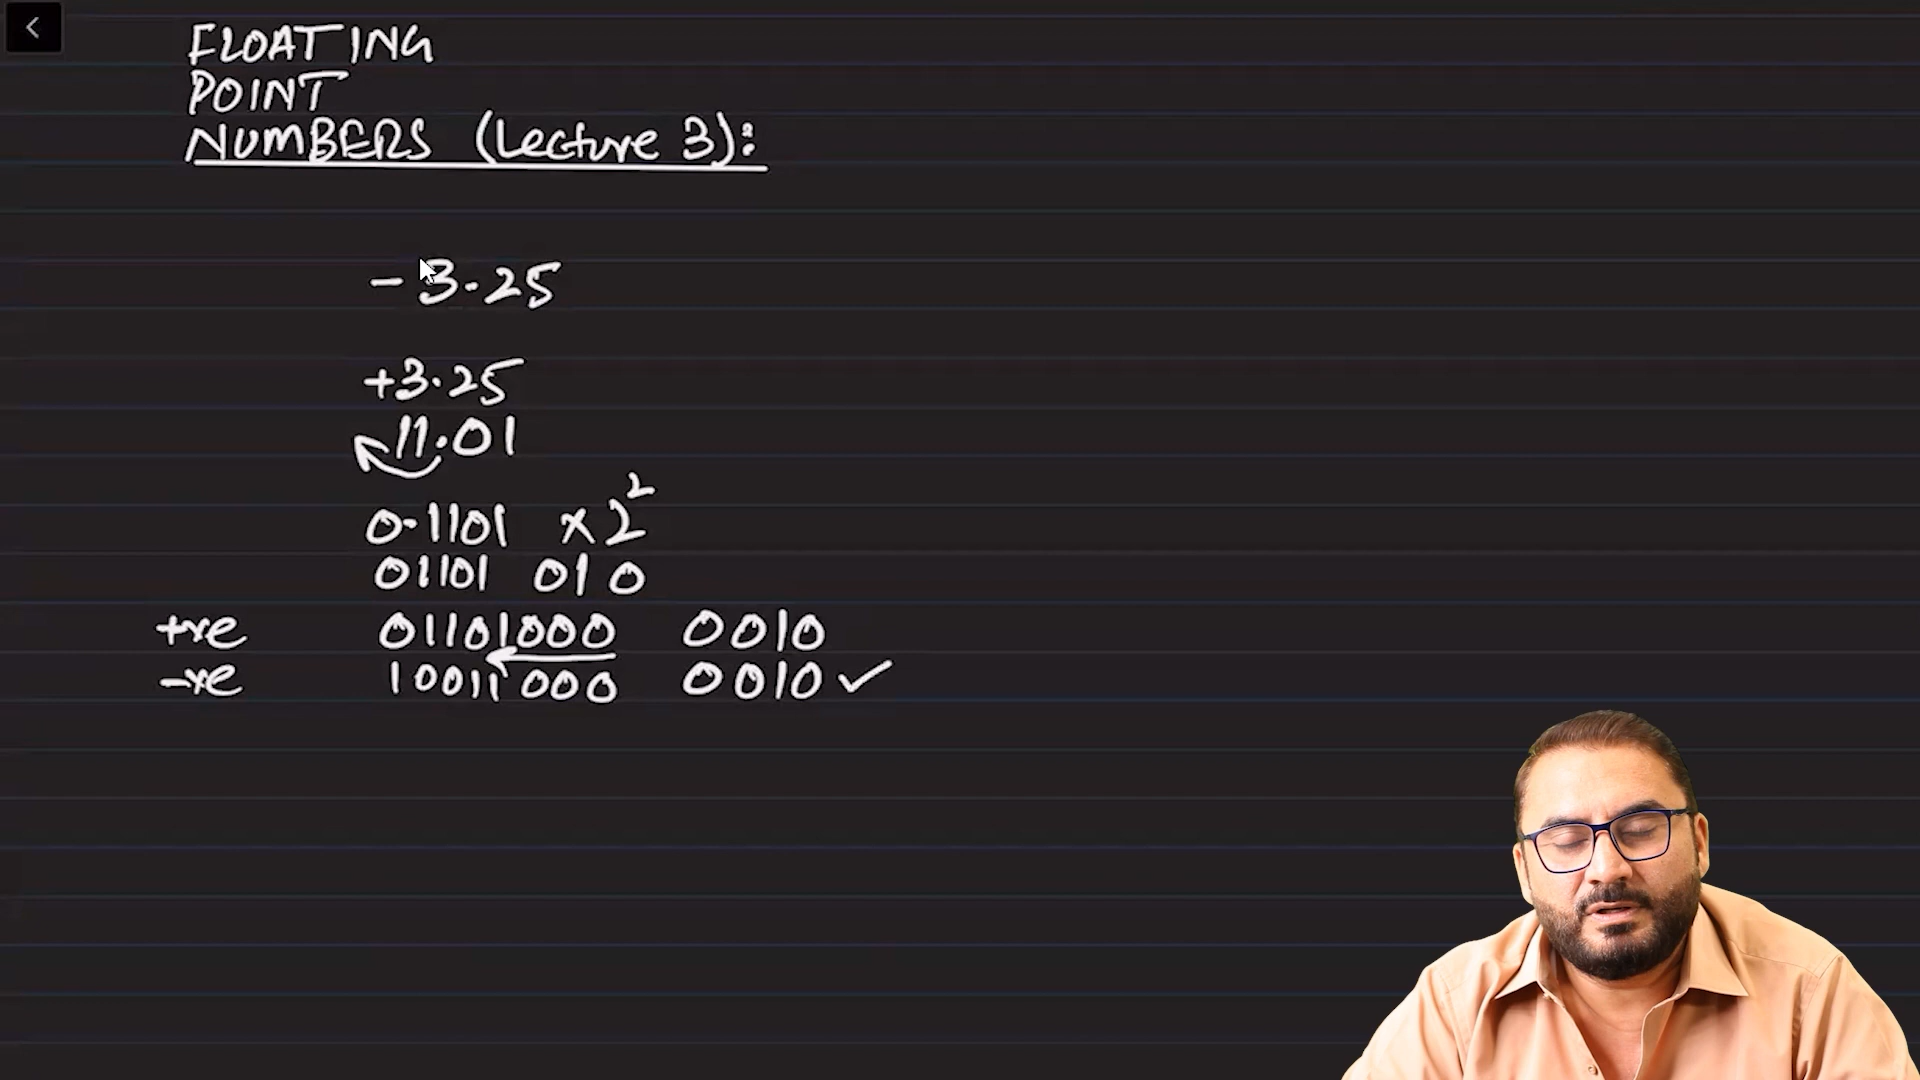 FLOATING
POINT
NUMBERS (Lecture 3):
-3.25
+3.25
11.01
0.1101 × 2²
01101 010
+ve 01101000 0010
-ve 10011000 0010 ✓